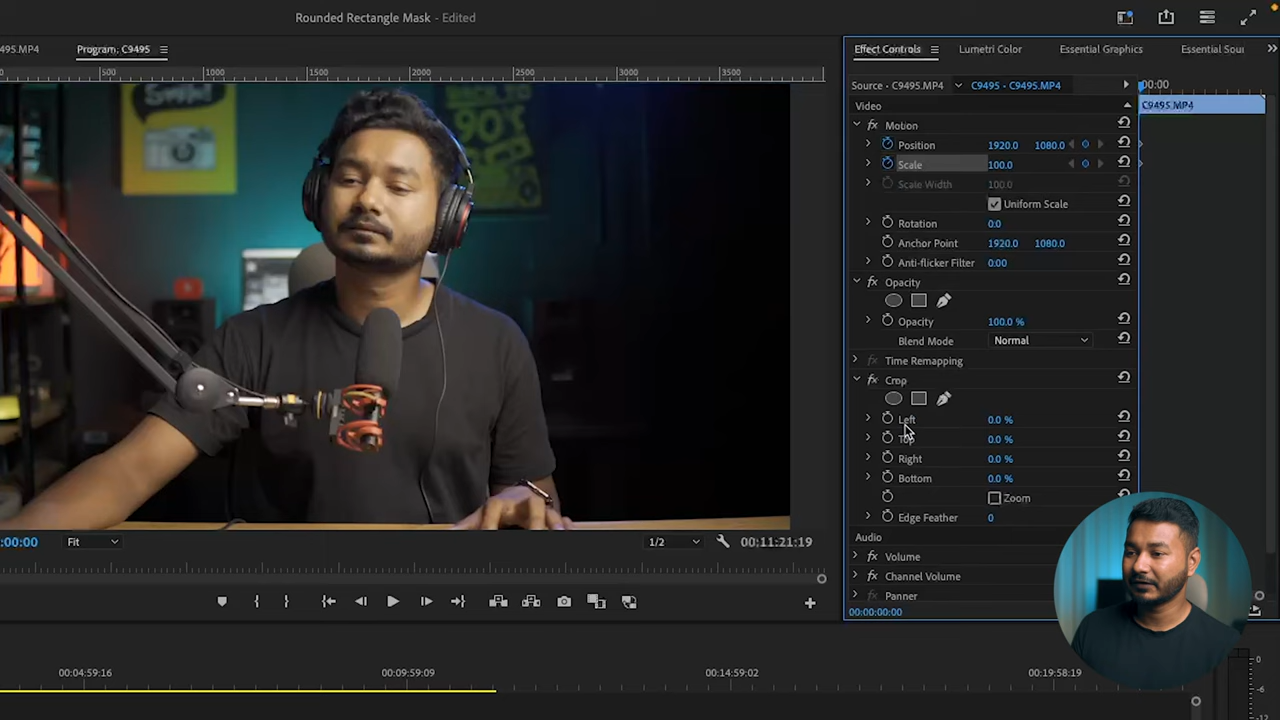 Rounded Rectangle Mask - Edited
495.MP4
Program: C9495
500 1000 1500 2000 2500 3000 3500
Effect Controls
Lumetri Color
Essential Graphics
Essential Soun
Source • C9495.MP4
C9495 • C9495.MP4
:00:00
Video
C9495.MP4
Motion
Position 1920.0 1080.0
Scale 100.0
Scale Width 100.0
Uniform Scale
Rotation 0.0
Anchor Point 1920.0 1080.0
Anti-flicker Filter 0.00
Opacity
Opacity 100.0 %
Blend Mode Normal
Time Remapping
Crop
Left 0.0 %
Top 0.0 %
Right 0.0 %
Bottom 0.0 %
Zoom
Edge Feather 0
Audio
Volume
Channel Volume
Panner
00:00:00:00
:00:00
Fit
1/2
00:11:21:19
00:04:59:16
00:09:59:09
00:14:59:02
00:19:58:19
0
-6
-12